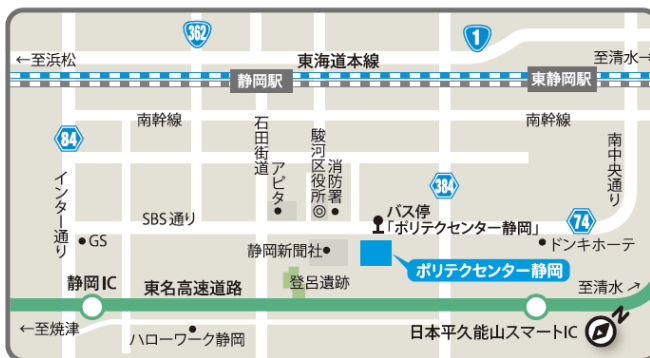 362
1
←至浜松
東海道本線
至清水→
静岡駅
東静岡駅
84
南幹線
南幹線
石田街道
アピタ
駿河区役所
消防署
南中央通り
インター通り
384
SBS通り
バス停
「ポリテクセンター静岡」
74
GS
静岡新聞社
ドンキホーテ
ポリテクセンター静岡
静岡IC
東名高速道路
登呂遺跡
至清水↗
←至焼津
ハローワーク静岡
日本平久能山スマートIC
N